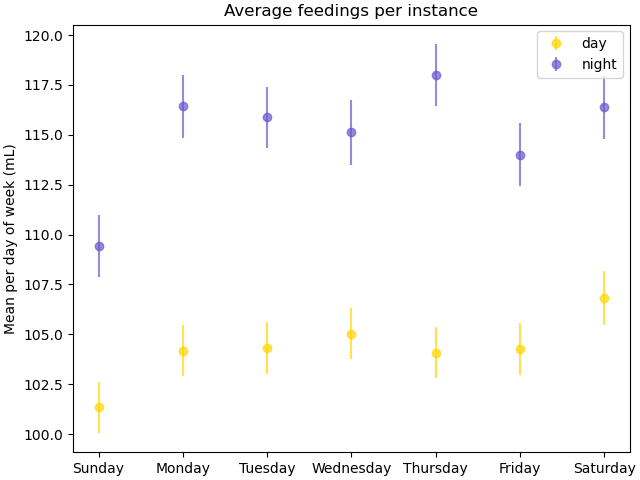 Average feedings per instance
day
night
Mean per day of week (mL)
120.0
117.5
115.0
112.5
110.0
107.5
105.0
102.5
100.0
Sunday Monday Tuesday Wednesday Thursday Friday Saturday